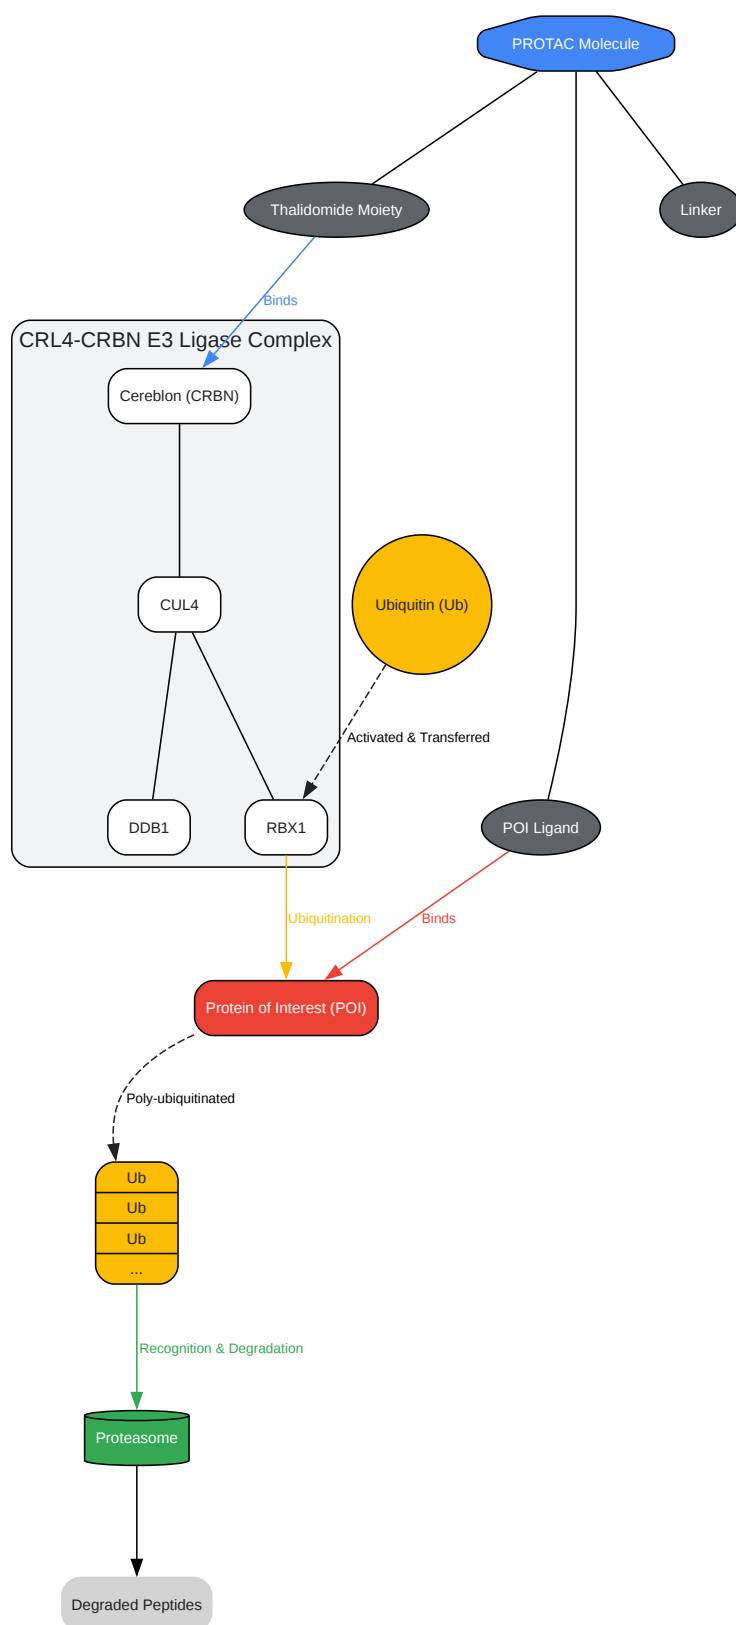 PROTAC Molecule
Thalidomide Moiety
Linker
Binds
CRL4-CRBN E3 Ligase Complex
Cereblon (CRBN)
CUL4
Ubiquitin (Ub)
Activated & Transferred
DDB1
RBX1
POI Ligand
Ubiquitination
Binds
Protein of Interest (POI)
Poly-ubiquitinated
Ub
Ub
Ub
...
Recognition & Degradation
Proteasome
Degraded Peptides